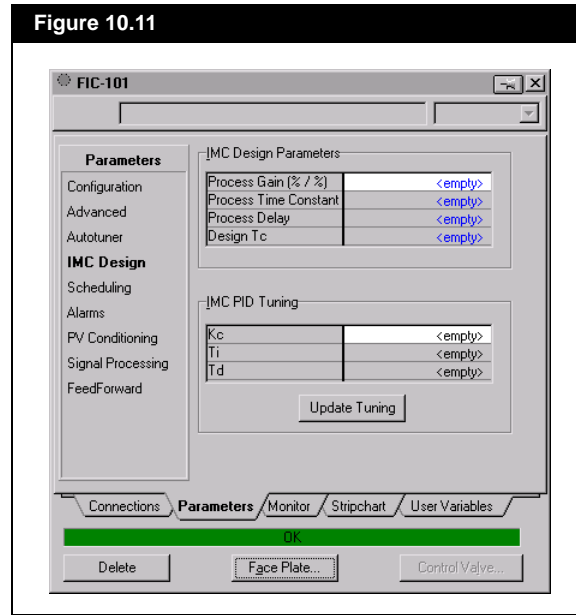 Figure 10.11
FIC-101
Parameters
Configuration
Advanced
Autotuner
IMC Design
Scheduling
Alarms
PV Conditioning
Signal Processing
FeedForward
IMC Design Parameters
Process Gain (% / %) <empty>
Process Time Constant <empty>
Process Delay <empty>
Design Tc <empty>
IMC PID Tuning
Kc <empty>
Ti <empty>
Td <empty>
Update Tuning
Connections Parameters Monitor Stripchart User Variables
OK
Delete Face Plate... Control Valve...